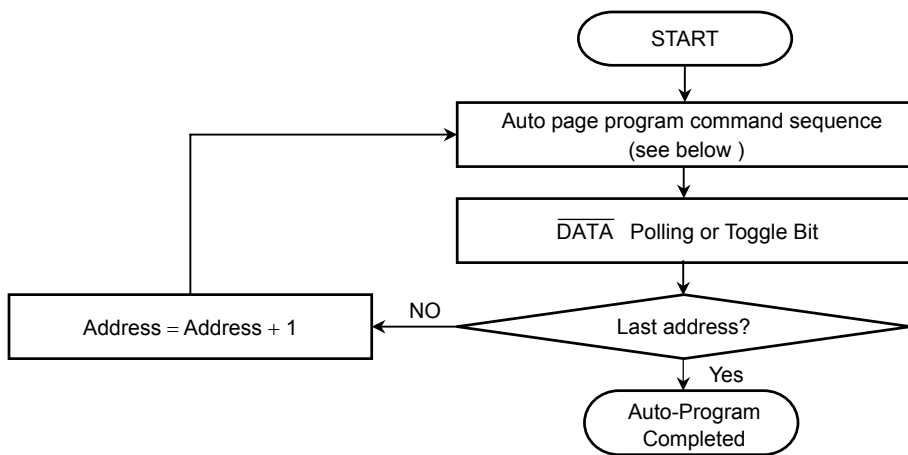 START
Auto page program command sequence
(see below )
DATA Polling or Toggle Bit
NO
Address = Address + 1
Last address?
Yes
Auto-Program
Completed